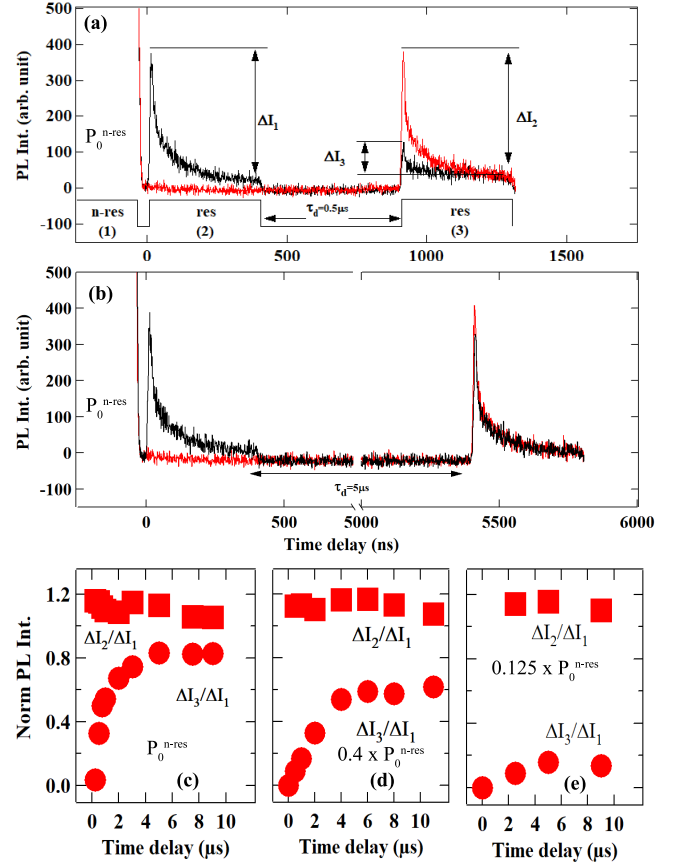 (a)
PL Int. (arb. unit)
500
400
300
200
100
0
-100
P₀ⁿ⁻ʳᵉˢ
ΔI₁
ΔI₃
ΔI₂
n-res
(1)
res
(2)
τd=0.5µs
res
(3)
0
500
1000
1500
(b)
PL Int. (arb. unit)
500
400
300
200
100
0
-100
P₀ⁿ⁻ʳᵉˢ
τd=5µs
0
500
5000
5500
6000
Time delay (ns)
Norm PL Int.
1.2
0.8
0.4
0.0
ΔI₂/ΔI₁
ΔI₃/ΔI₁
P₀ⁿ⁻ʳᵉˢ
(c)
0 2 4 6 8 10
Time delay (µs)
ΔI₂/ΔI₁
ΔI₃/ΔI₁
0.4 x P₀ⁿ⁻ʳᵉˢ
(d)
0 2 4 6 8 10
Time delay (µs)
ΔI₂/ΔI₁
0.125 x P₀ⁿ⁻ʳᵉˢ
ΔI₃/ΔI₁
(e)
0 2 4 6 8 10
Time delay (µs)